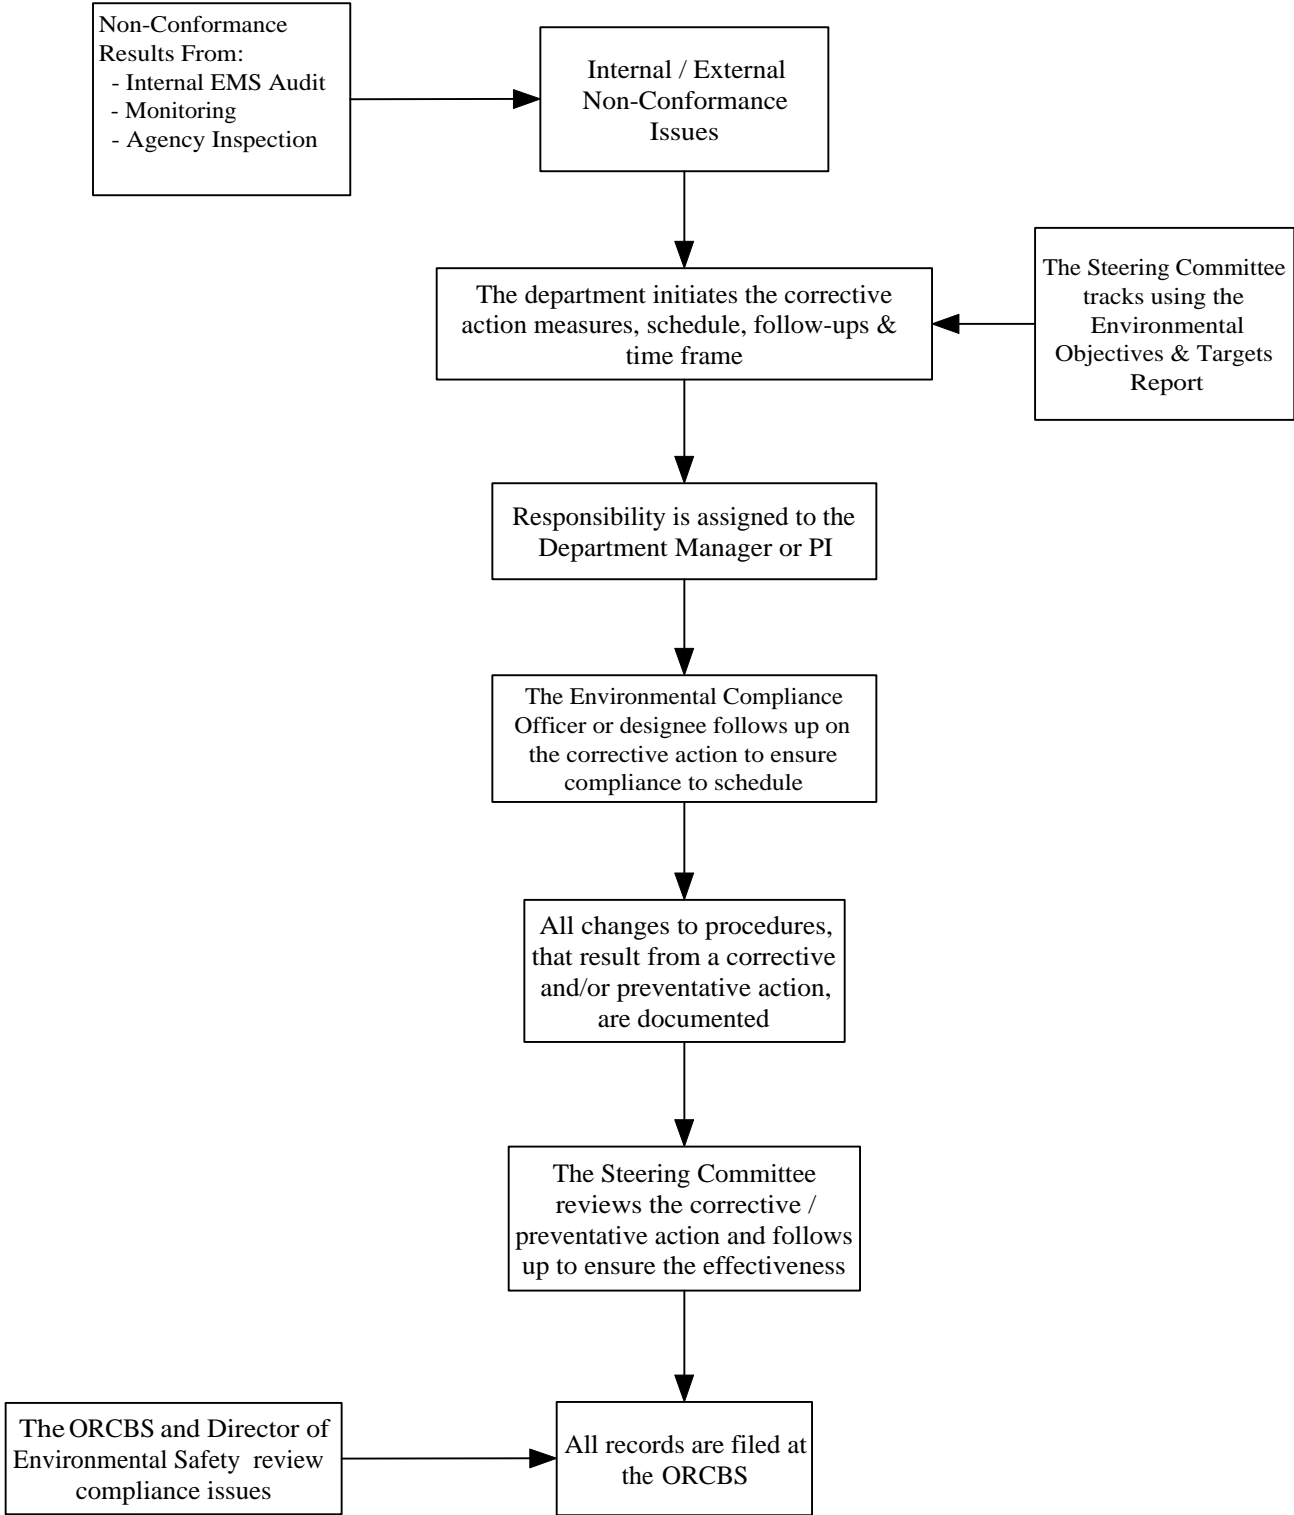 Non-Conformance
Results From:
- Internal EMS Audit
- Monitoring
- Agency Inspection
Internal / External
Non-Conformance
Issues
The department initiates the corrective
action measures, schedule, follow-ups &
time frame
The Steering Committee
tracks using the
Environmental
Objectives & Targets
Report
Responsibility is assigned to the
Department Manager or PI
The Environmental Compliance
Officer or designee follows up on
the corrective action to ensure
compliance to schedule
All changes to procedures,
that result from a corrective
and/or preventative action,
are documented
The Steering Committee
reviews the corrective /
preventative action and follows
up to ensure the effectiveness
The ORCBS and Director of
Environmental Safety review
compliance issues
All records are filed at
the ORCBS